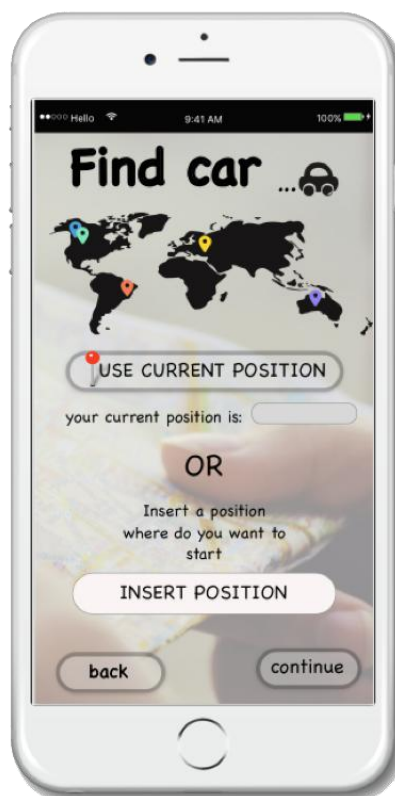 Hello 9:41 AM 100%
Find car ...
USE CURRENT POSITION
your current position is:
OR
Insert a position
where do you want to
start
INSERT POSITION
back continue